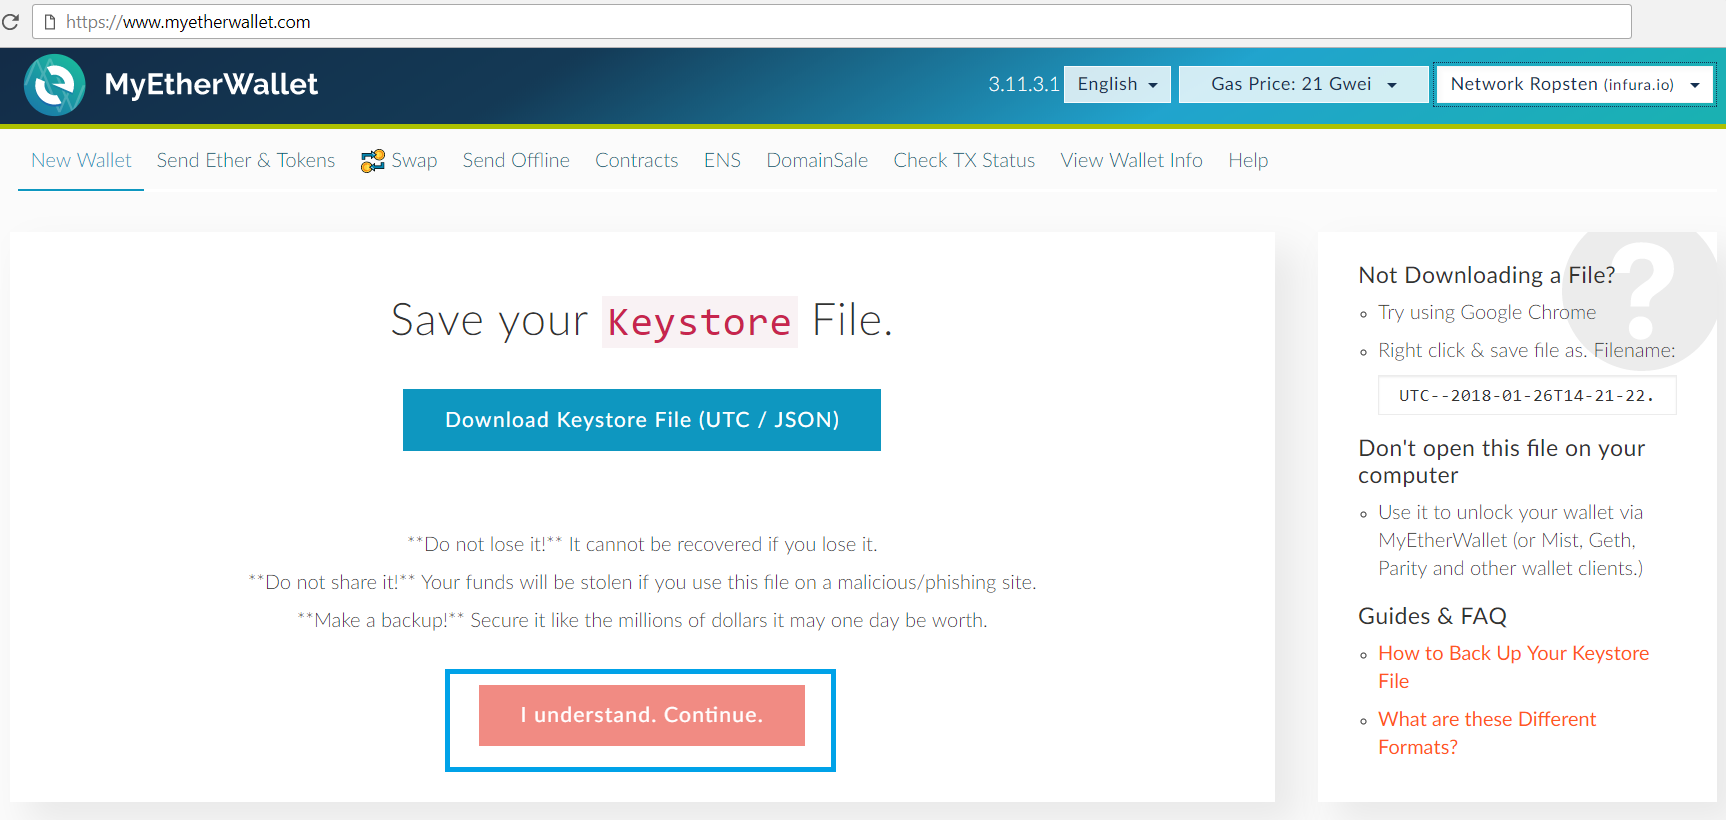 https://www.myetherwallet.com
MyEtherWallet
3.11.3.1 English Gas Price: 21 Gwei Network Ropsten (infura.io)
New Wallet Send Ether & Tokens Swap Send Offline Contracts ENS DomainSale Check TX Status View Wallet Info Help
Save your Keystore File.
Download Keystore File (UTC / JSON)
**Do not lose it!** It cannot be recovered if you lose it.
**Do not share it!** Your funds will be stolen if you use this file on a malicious/phishing site.
**Make a backup!** Secure it like the millions of dollars it may one day be worth.
I understand. Continue.
?
Not Downloading a File?
Try using Google Chrome
Right click & save file as. Filename:
UTC--2018-01-26T14-21-22.
Don't open this file on your
computer
Use it to unlock your wallet via
MyEtherWallet (or Mist, Geth,
Parity and other wallet clients.)
Guides & FAQ
How to Back Up Your Keystore
File
What are these Different
Formats?